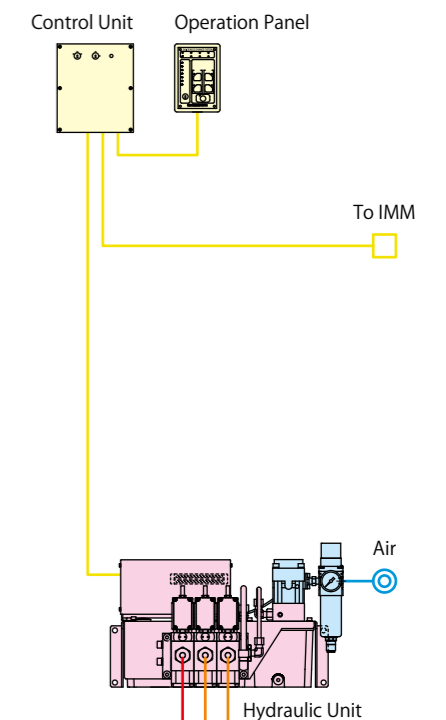 Control Unit
Operation Panel
To IMM
Air
Hydraulic Unit